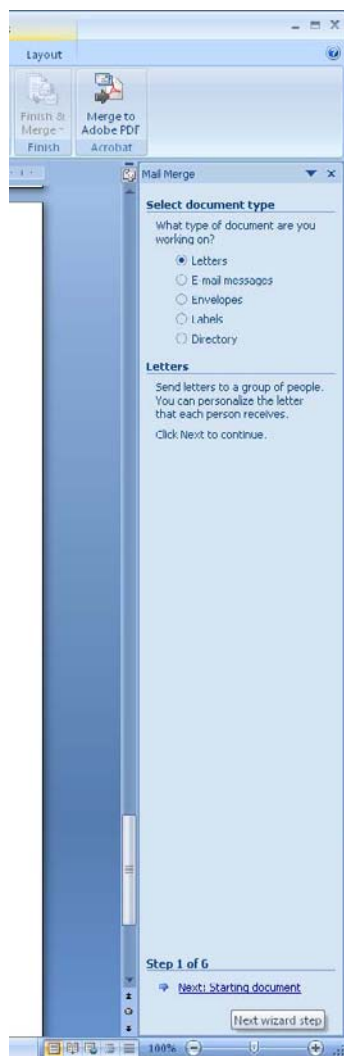 Layout
Finish &
Merge
Finish
Merge to
Adobe PDF
Acrobat
Mail Merge
Select document type
What type of document are you
working on?
Letters
E-mail messages
Envelopes
Labels
Directory
Letters
Send letters to a group of people.
You can personalize the letter
that each person receives.
Click Next to continue.
Step 1 of 6
Next: Starting document
Next wizard step
100%